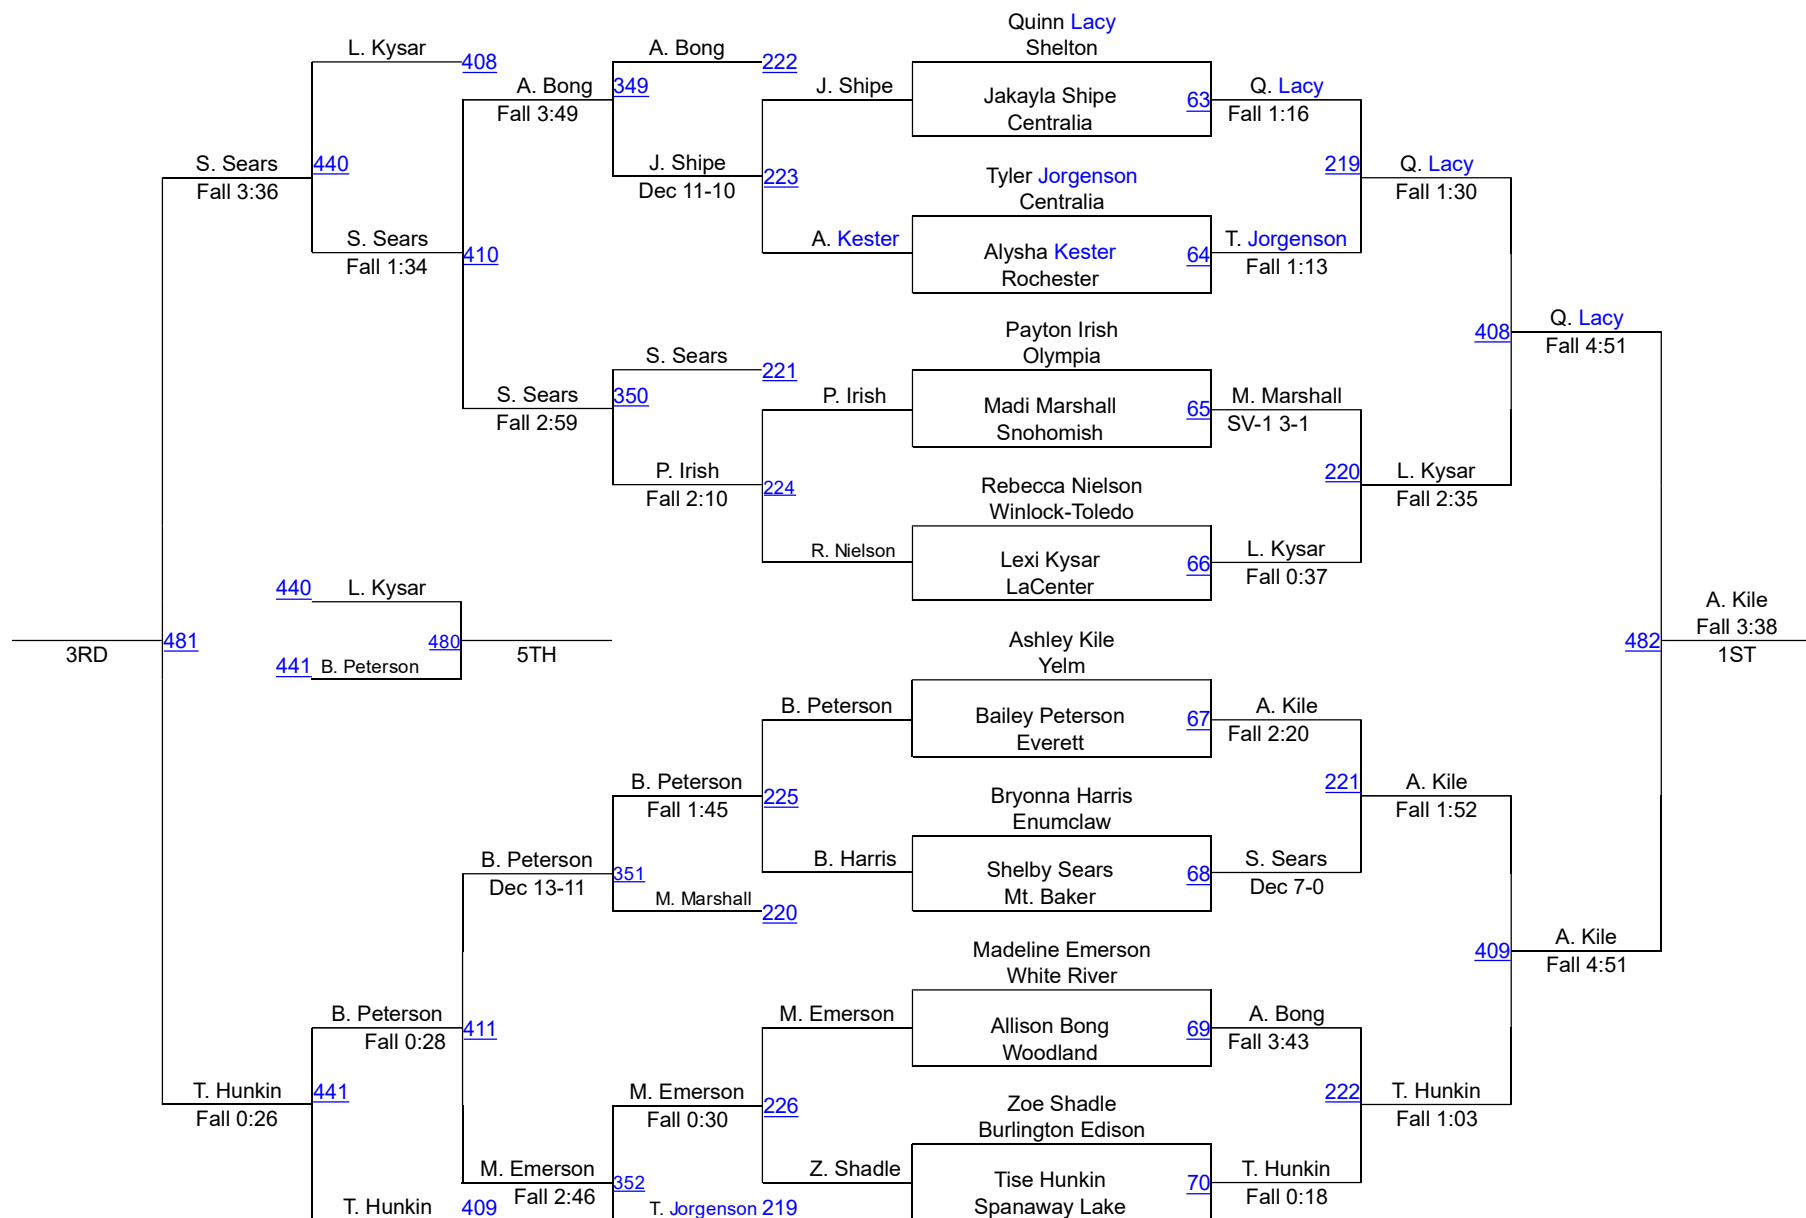 Quinn Lacy
L. Kysar
A. Bong
Shelton
408
222
A. Bong
349
J. Shipe
Jakayla Shipe
63
Q. Lacy
Fall 3:49
Centralia
Fall 1:16
S. Sears
440
J. Shipe
219
Q. Lacy
Fall 3:36
Dec 11-10
223
Tyler Jorgenson
Fall 1:30
Centralia
S. Sears
A. Kester
T. Jorgenson
Fall 1:34
410
Alysha Kester
64
Fall 1:13
Rochester
Payton Irish
408
Q. Lacy
S. Sears
Olympia
Fall 4:51
221
S. Sears
350
P. Irish
Madi Marshall
65
M. Marshall
Fall 2:59
Snohomish
SV-1 3-1
P. Irish
220
L. Kysar
Fall 2:10
224
Rebecca Nielson
Fall 2:35
Winlock-Toledo
R. Nielson
Lexi Kysar
66
L. Kysar
LaCenter
Fall 0:37
440
L. Kysar
A. Kile
Fall 3:38
3RD
481
480
5TH
Ashley Kile
482
1ST
441
B. Peterson
Yelm
B. Peterson
Bailey Peterson
67
A. Kile
Everett
Fall 2:20
B. Peterson
221
A. Kile
Fall 1:45
225
Bryonna Harris
Fall 1:52
Enumclaw
B. Peterson
351
B. Harris
Shelby Sears
68
S. Sears
Dec 13-11
M. Marshall
220
Mt. Baker
Dec 7-0
Madeline Emerson
409
A. Kile
White River
Fall 4:51
B. Peterson
411
M. Emerson
Allison Bong
69
A. Bong
Fall 0:28
Woodland
Fall 3:43
T. Hunkin
441
M. Emerson
222
T. Hunkin
Fall 0:26
Fall 0:30
226
Zoe Shadle
Fall 1:03
Burlington Edison
M. Emerson
352
Z. Shadle
Tise Hunkin
70
T. Hunkin
Fall 2:46
Spanaway Lake
Fall 0:18
T. Hunkin
409
T. Jorgenson 219